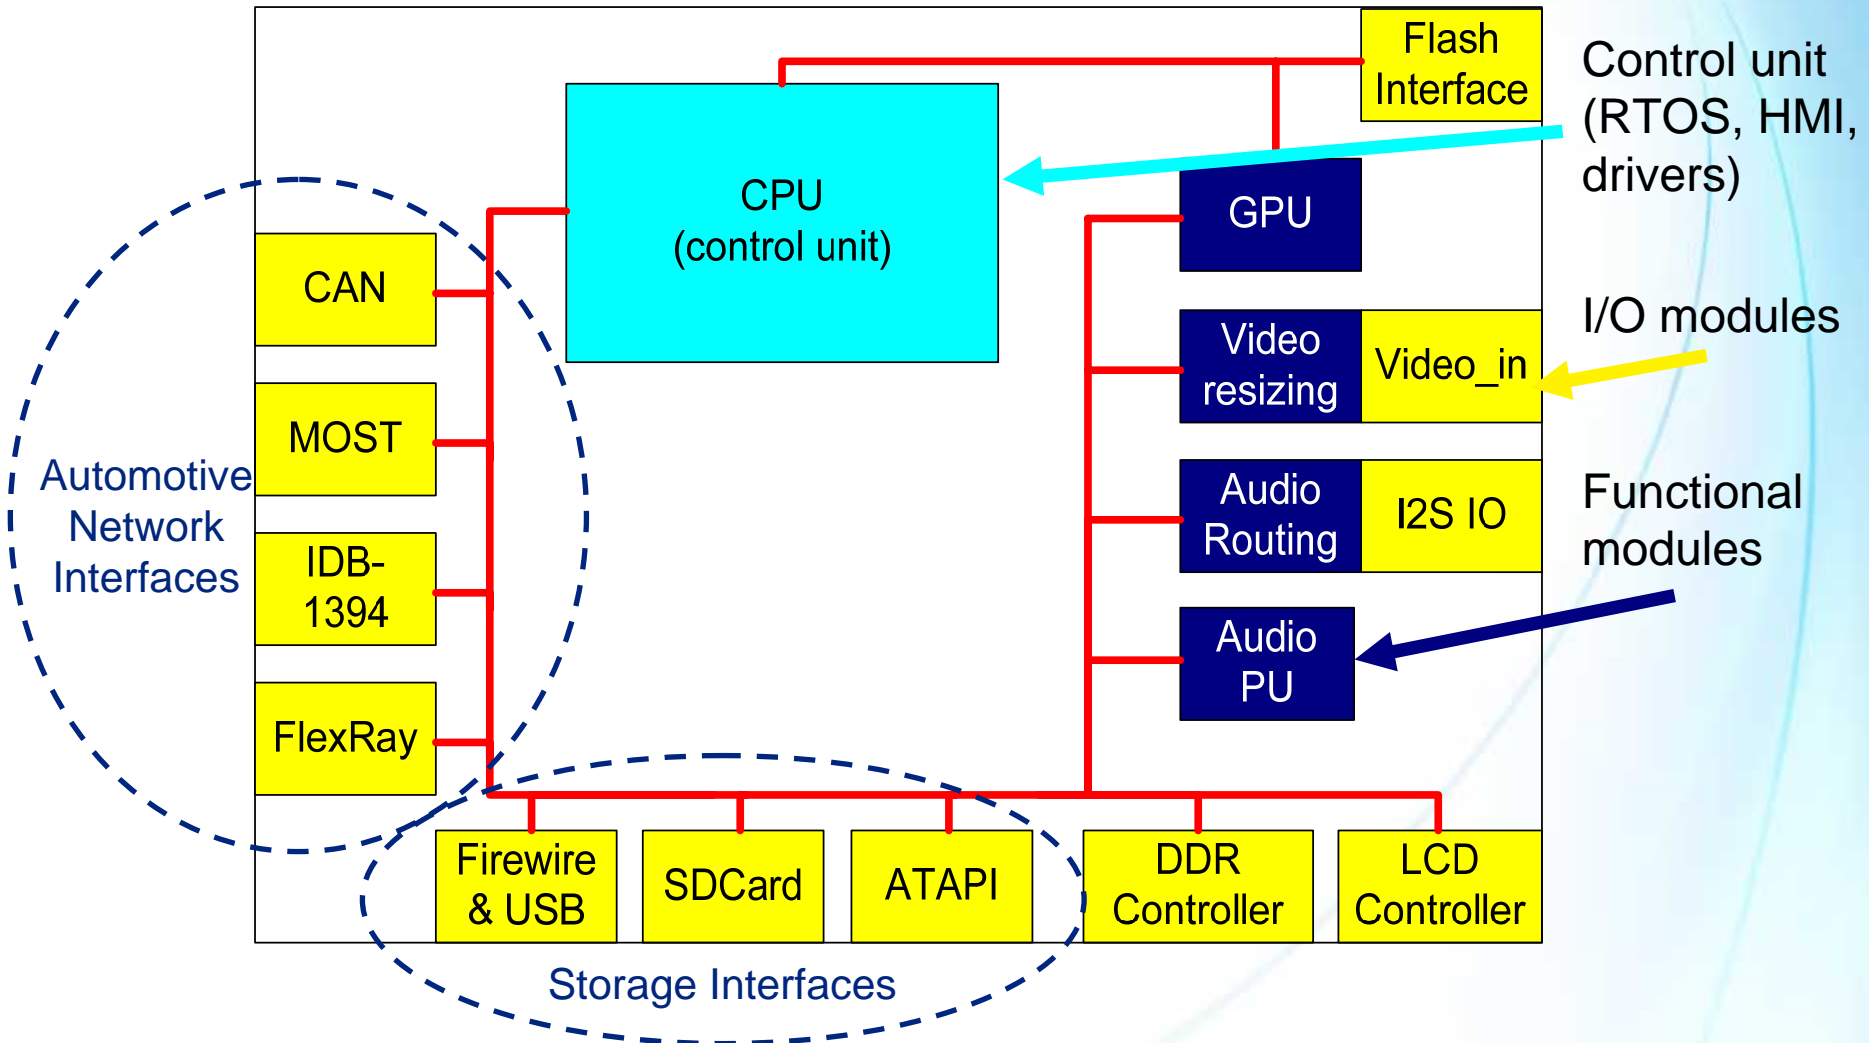 Flash
Interface
Control unit
(RTOS, HMI,
drivers)
CPU
(control unit)
GPU
CAN
Video
resizing
Video_in
I/O modules
MOST
Automotive
Network
Interfaces
Audio
Routing
I2S IO
Functional
modules
IDB-
1394
Audio
PU
FlexRay
Firewire
& USB
SDCard
ATAPI
DDR
Controller
LCD
Controller
Storage Interfaces